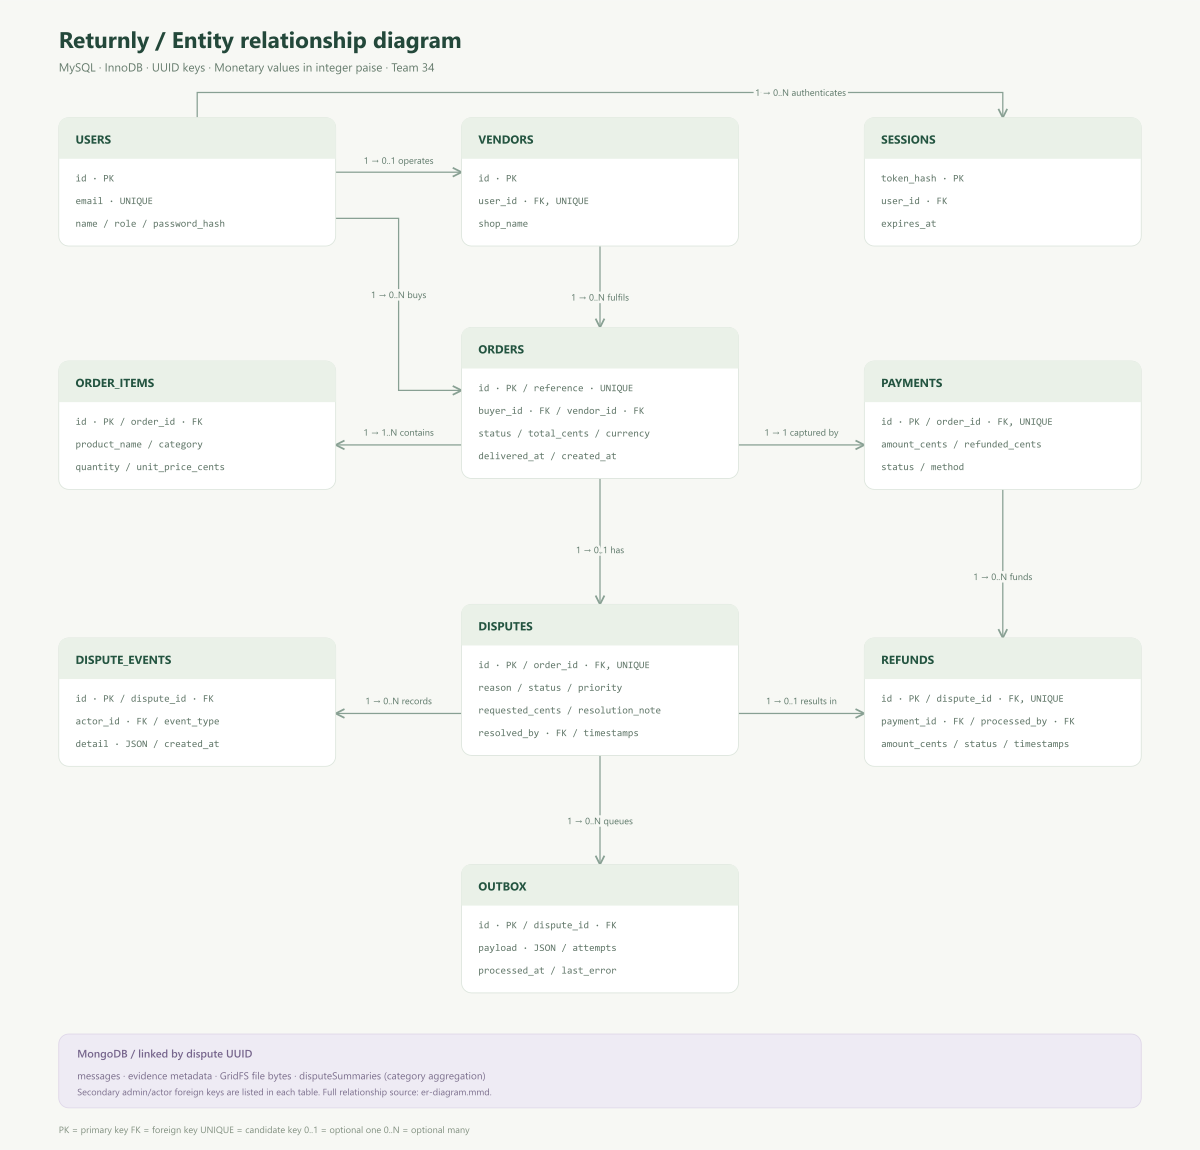 Returnly / Entity relationship diagram
MySQL · InnoDB · UUID keys · Monetary values in integer paise · Team 34
1 → 0..N authenticates
USERS
id · PK
email · UNIQUE
name / role / password_hash
1 → 0..1 operates
VENDORS
id · PK
user_id · FK, UNIQUE
shop_name
SESSIONS
token_hash · PK
user_id · FK
expires_at
1 → 0..N buys
1 → 0..N fulfils
ORDER_ITEMS
id · PK / order_id · FK
product_name / category
quantity / unit_price_cents
1 → 1..N contains
ORDERS
id · PK / reference · UNIQUE
buyer_id · FK / vendor_id · FK
status / total_cents / currency
delivered_at / created_at
1 → 1 captured by
PAYMENTS
id · PK / order_id · FK, UNIQUE
amount_cents / refunded_cents
status / method
1 → 0..1 has
1 → 0..N funds
DISPUTE_EVENTS
id · PK / dispute_id · FK
actor_id · FK / event_type
detail · JSON / created_at
1 → 0..N records
DISPUTES
id · PK / order_id · FK, UNIQUE
reason / status / priority
requested_cents / resolution_note
resolved_by · FK / timestamps
1 → 0..1 results in
REFUNDS
id · PK / dispute_id · FK, UNIQUE
payment_id · FK / processed_by · FK
amount_cents / status / timestamps
1 → 0..N queues
OUTBOX
id · PK / dispute_id · FK
payload · JSON / attempts
processed_at / last_error
MongoDB / linked by dispute UUID
messages · evidence metadata · GridFS file bytes · disputeSummaries (category aggregation)
Secondary admin/actor foreign keys are listed in each table. Full relationship source: er-diagram.mmd.
PK = primary key FK = foreign key UNIQUE = candidate key 0..1 = optional one 0..N = optional many